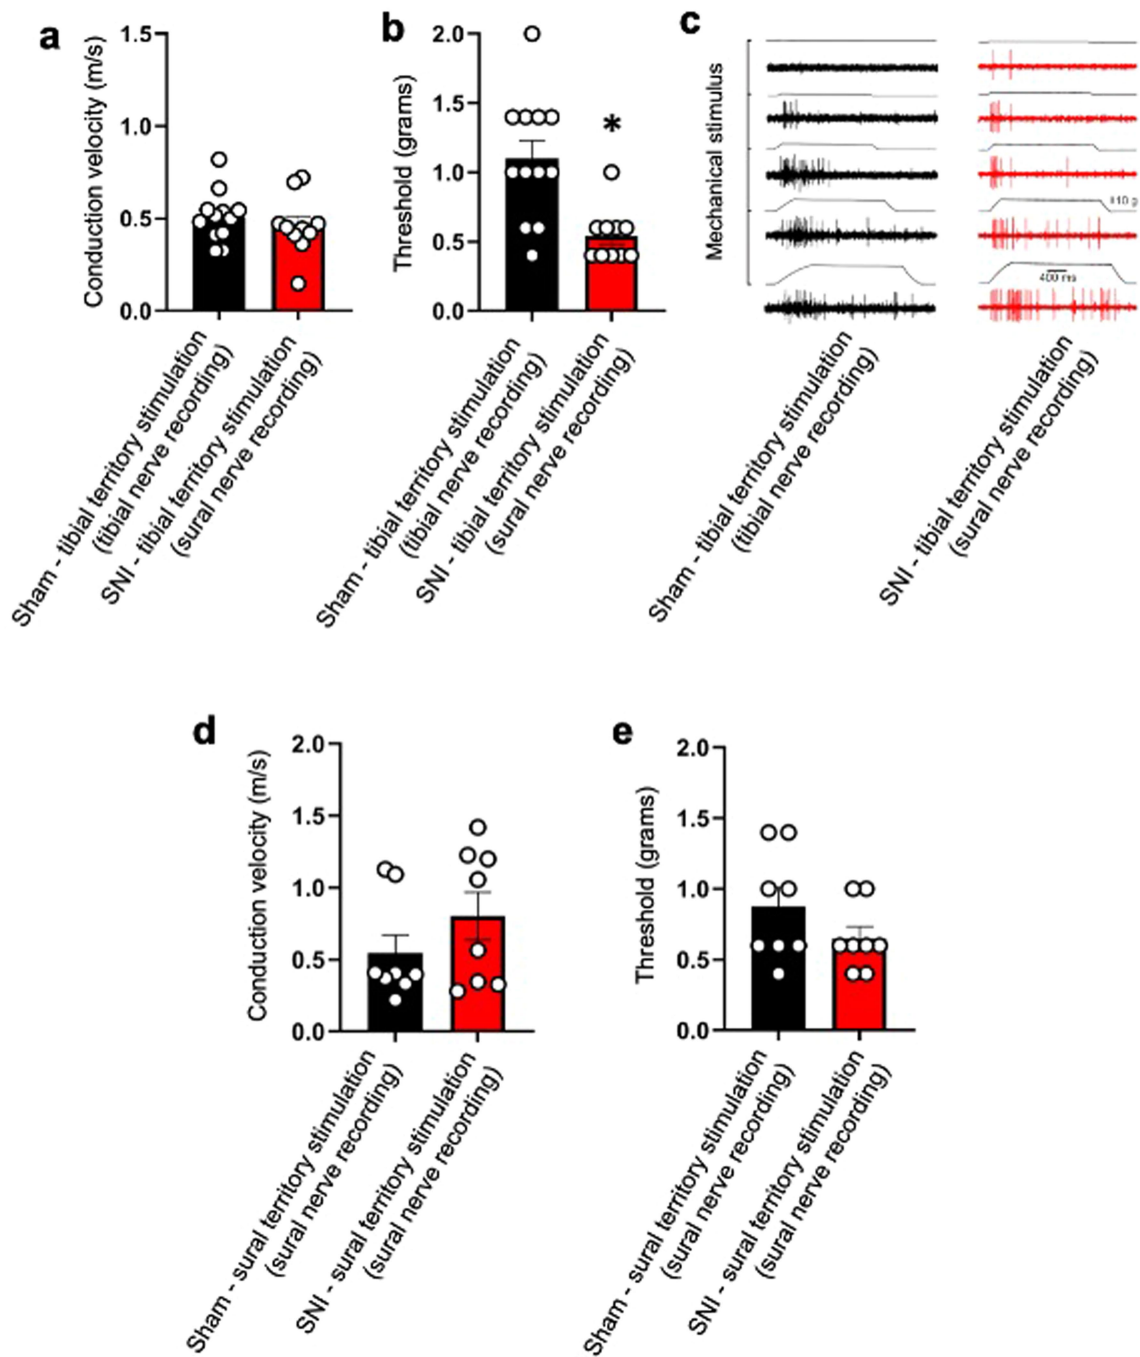 a
Conduction velocity (m/s)
1.5
1.0
0.5
0.0
Sham - tibial territory stimulation
(tibial nerve recording)
SNI - tibial territory stimulation
(sural nerve recording)
b
Threshold (grams)
2.0
1.5
1.0
0.5
0.0
*
Sham - tibial territory stimulation
(tibial nerve recording)
SNI - tibial territory stimulation
(sural nerve recording)
c
Mechanical stimulus
10 g
400 ms
Sham - tibial territory stimulation
(tibial nerve recording)
SNI - tibial territory stimulation
(sural nerve recording)
d
Conduction velocity (m/s)
2.0
1.5
1.0
0.5
0.0
Sham - sural territory stimulation
(sural nerve recording)
SNI - sural territory stimulation
(sural nerve recording)
e
Threshold (grams)
2.0
1.5
1.0
0.5
0.0
Sham - sural territory stimulation
(sural nerve recording)
SNI - sural territory stimulation
(sural nerve recording)